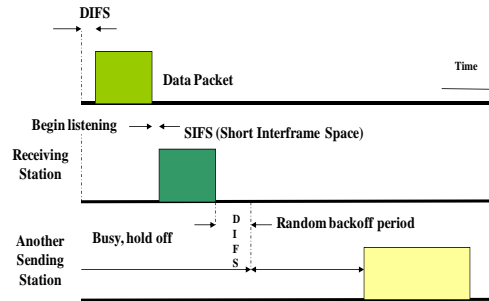 DIFS
Data Packet
Time
Begin listening
SIFS (Short Interframe Space)
Receiving
Station
Busy, hold off
D
I
F
S
Random backoff period
Another
Sending
Station